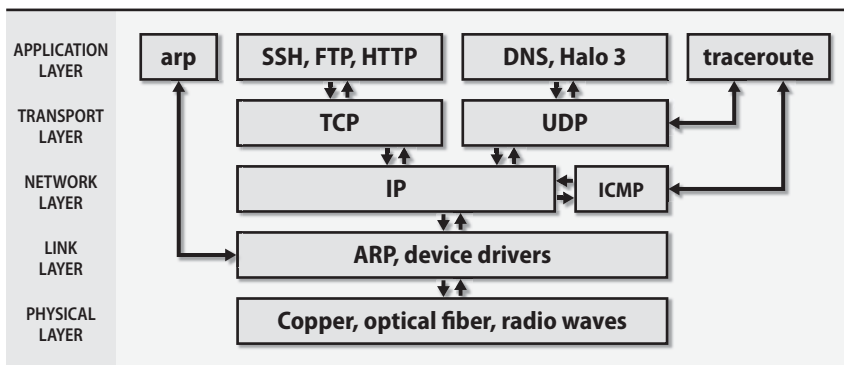 APPLICATION
LAYER
arp
SSH, FTP, HTTP
DNS, Halo 3
traceroute
TRANSPORT
LAYER
TCP
UDP
NETWORK
LAYER
IP
ICMP
LINK
LAYER
ARP, device drivers
PHYSICAL
LAYER
Copper, optical fiber, radio waves